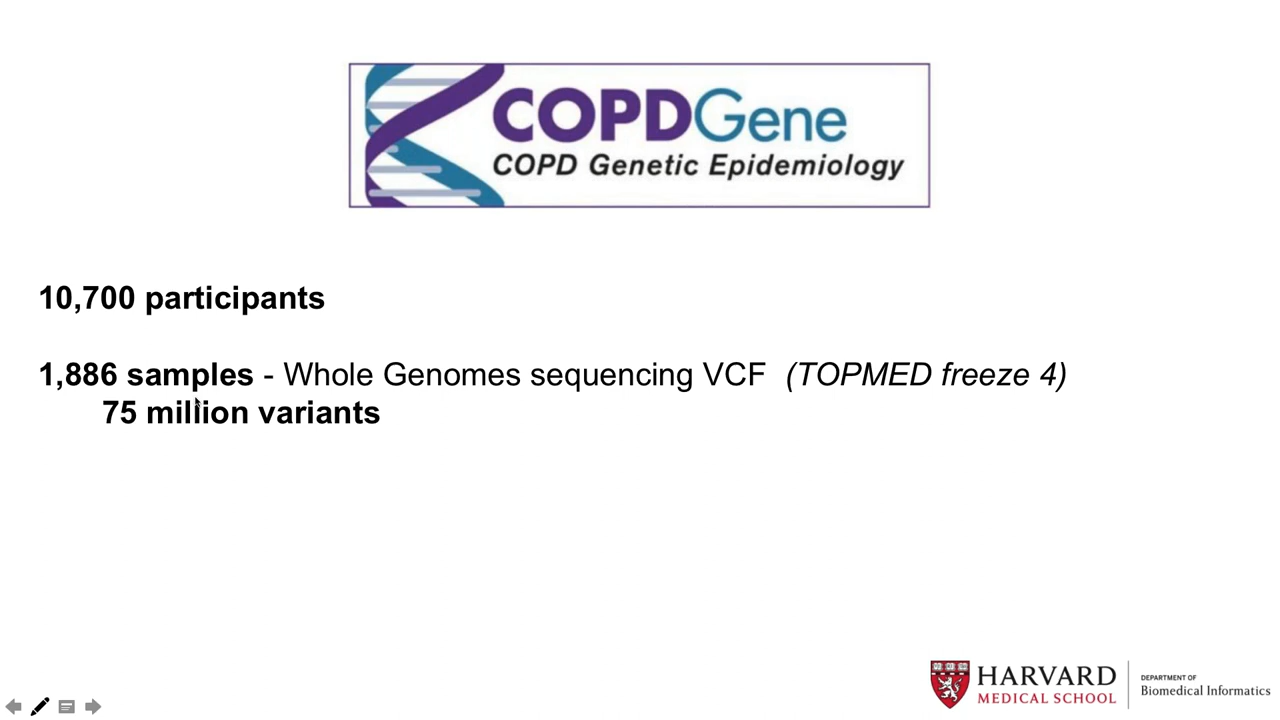 COPDGene
COPD Genetic Epidemiology
10,700 participants
1,886 samples - Whole Genomes sequencing VCF (TOPMED freeze 4)
75 million variants
HARVARD
MEDICAL SCHOOL
DEPARTMENT OF
Biomedical Informatics